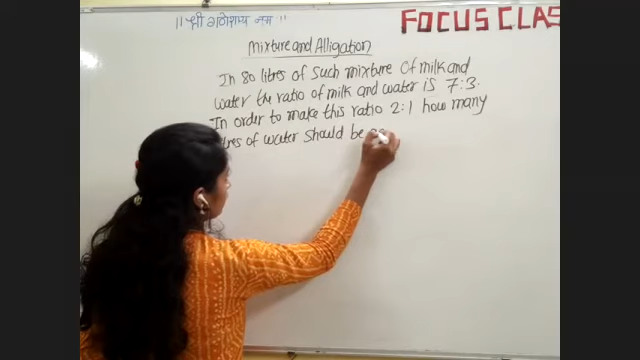 ।। श्री गणेशाय नमः ।।
FOCUS CLAS
Mixture and Alligation
In 80 litres of such mixture of milk and
water the ratio of milk and water is 7:3.
In order to make this ratio 2:1 how many
litres of water should be